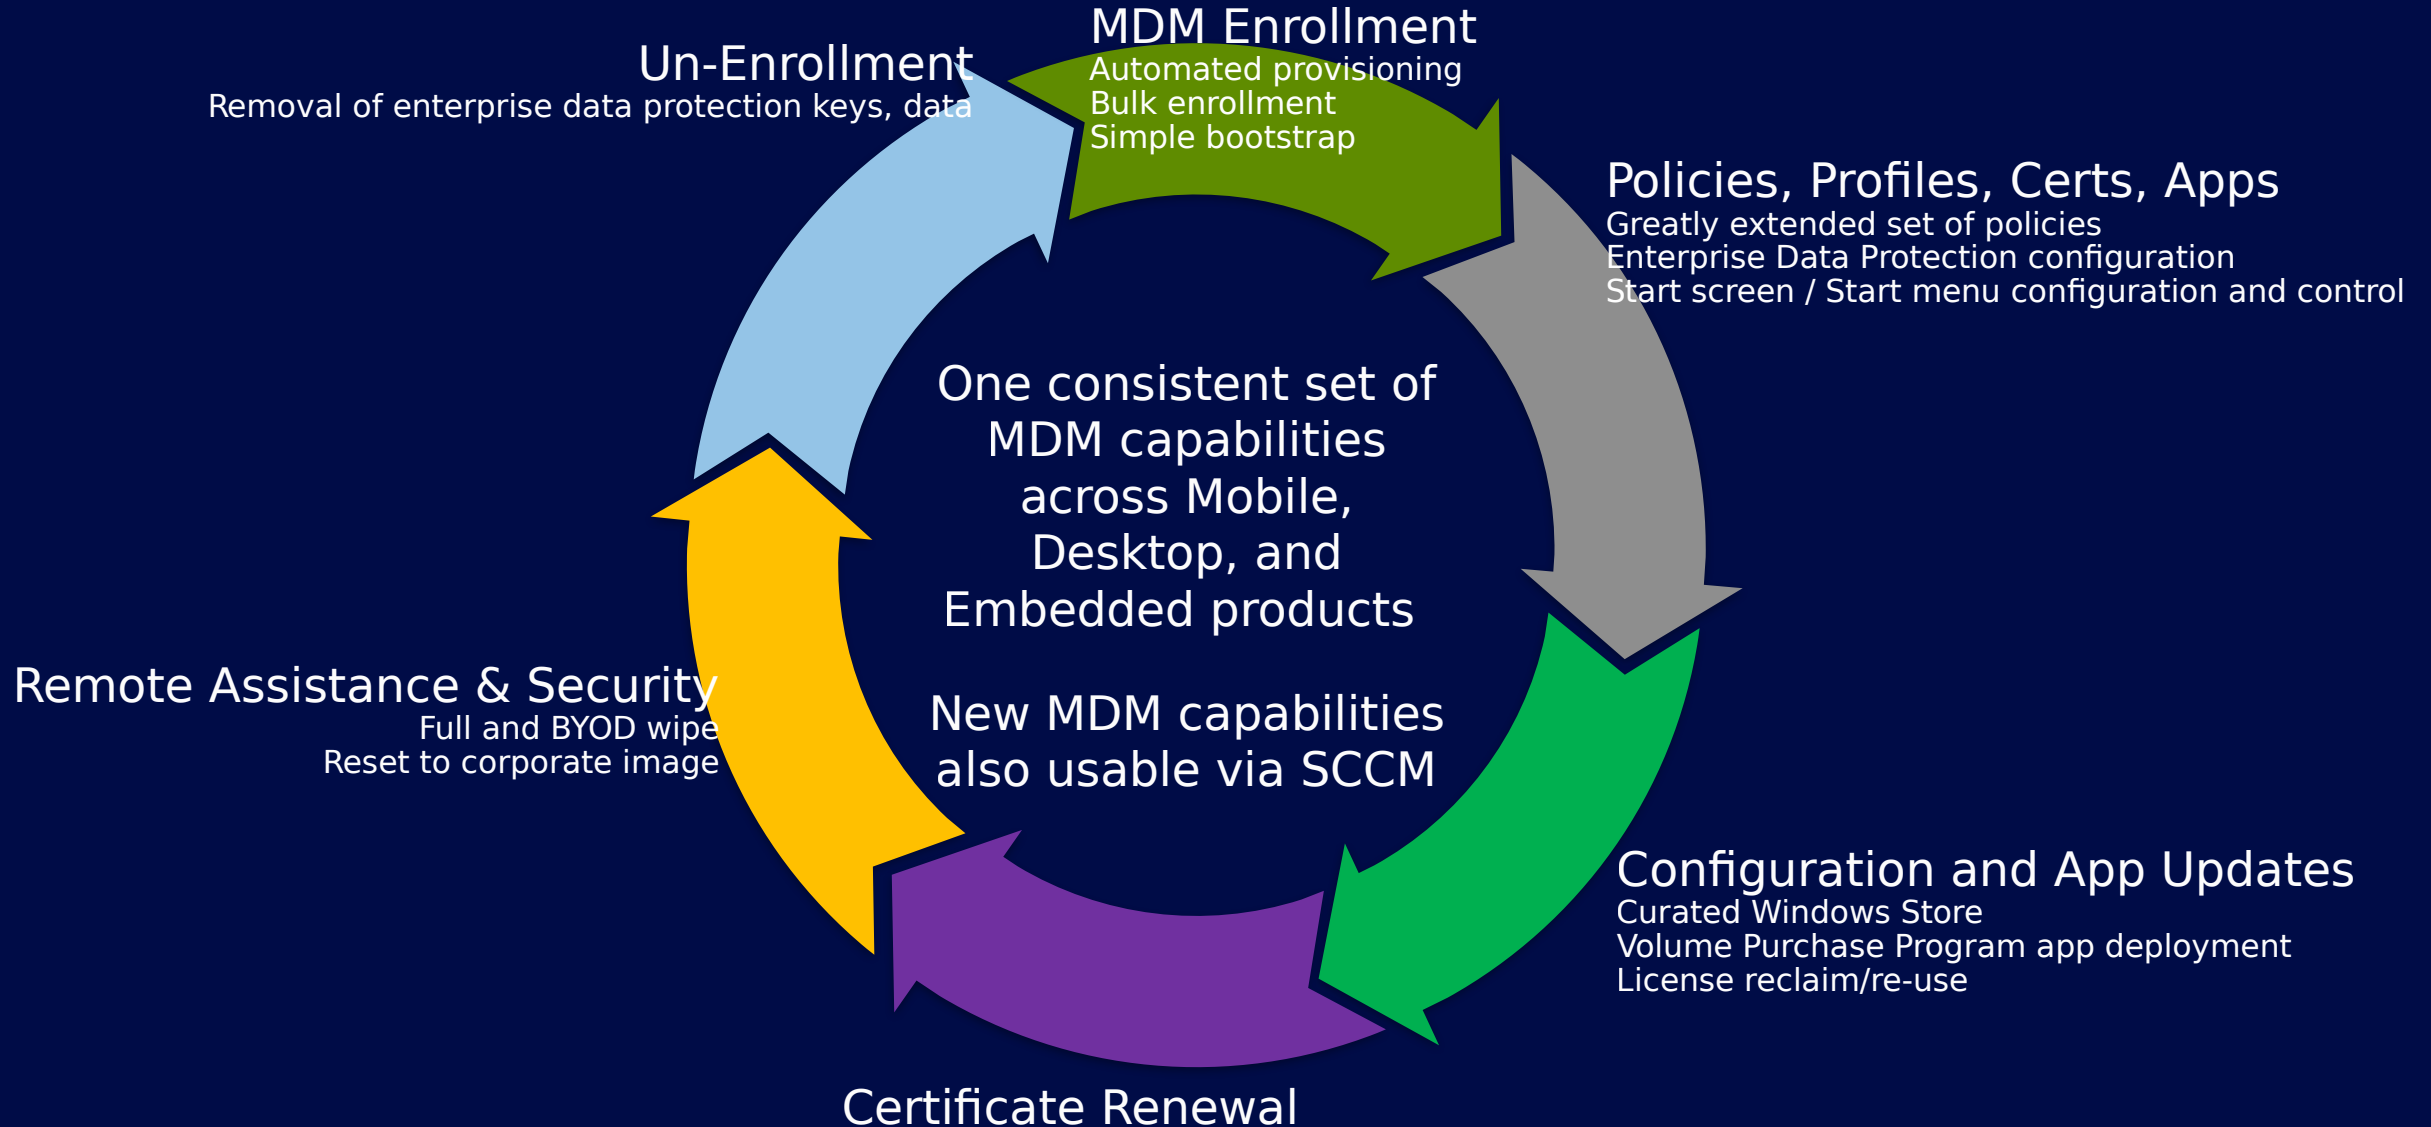 MDM Enrollment
Automated provisioning
Bulk enrollment
Simple bootstrap
Policies, Profiles, Certs, Apps
Greatly extended set of policies
Enterprise Data Protection configuration
Start screen / Start menu configuration and control
Configuration and App Updates
Curated Windows Store
Volume Purchase Program app deployment
License reclaim/re-use
Certificate Renewal
Remote Assistance & Security
Full and BYOD wipe
Reset to corporate image
Un-Enrollment
Removal of enterprise data protection keys, data
One consistent set of
MDM capabilities
across Mobile,
Desktop, and
Embedded products
New MDM capabilities
also usable via SCCM